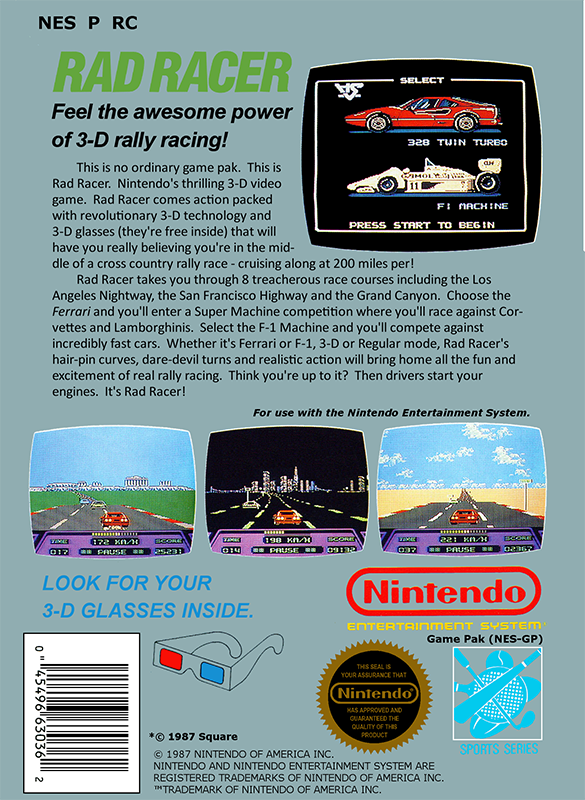 NES P RC
RAD RACER
Feel the awesome power
of 3-D rally racing!
This is no ordinary game pak. This is
Rad Racer. Nintendo's thrilling 3-D video
game. Rad Racer comes action packed
with revolutionary 3-D technology and
3-D glasses (they're free inside) that will
have you really believing you're in the mid-
dle of a cross country rally race - cruising along at 200 miles per!
Rad Racer takes you through 8 treacherous race courses including the Los
Angeles Nightway, the San Francisco Highway and the Grand Canyon. Choose the
Ferrari and you'll enter a Super Machine competition where you'll race against Cor-
vettes and Lamborghinis. Select the F-1 Machine and you'll compete against
incredibly fast cars. Whether it's Ferrari or F-1, 3-D or Regular mode, Rad Racer's
hair-pin curves, dare-devil turns and realistic action will bring home all the fun and
excitement of real rally racing. Think you're up to it? Then drivers start your
engines. It's Rad Racer!
SELECT
328 TWIN TURBO
11
F1 MACHINE
PRESS START TO BEGIN
For use with the Nintendo Entertainment System.
TIME 172 KM/H SCORE
017 PAUSE 25231
TIME 198 KM/H SCORE
014 PAUSE 09132
TIME 221 KM/H SCORE
037 PAUSE 02367
LOOK FOR YOUR
3-D GLASSES INSIDE.
Nintendo
ENTERTAINMENT SYSTEM
Game Pak (NES-GP)
THIS SEAL IS
YOUR ASSURANCE THAT
Nintendo
HAS APPROVED AND
GUARANTEED THE
QUALITY OF THIS
PRODUCT
SPORTS SERIES
0 45496 63036 2
*© 1987 Square
© 1987 NINTENDO OF AMERICA INC.
NINTENDO AND NINTENDO ENTERTAINMENT SYSTEM ARE
REGISTERED TRADEMARKS OF NINTENDO OF AMERICA INC.
™TRADEMARK OF NINTENDO OF AMERICA INC.